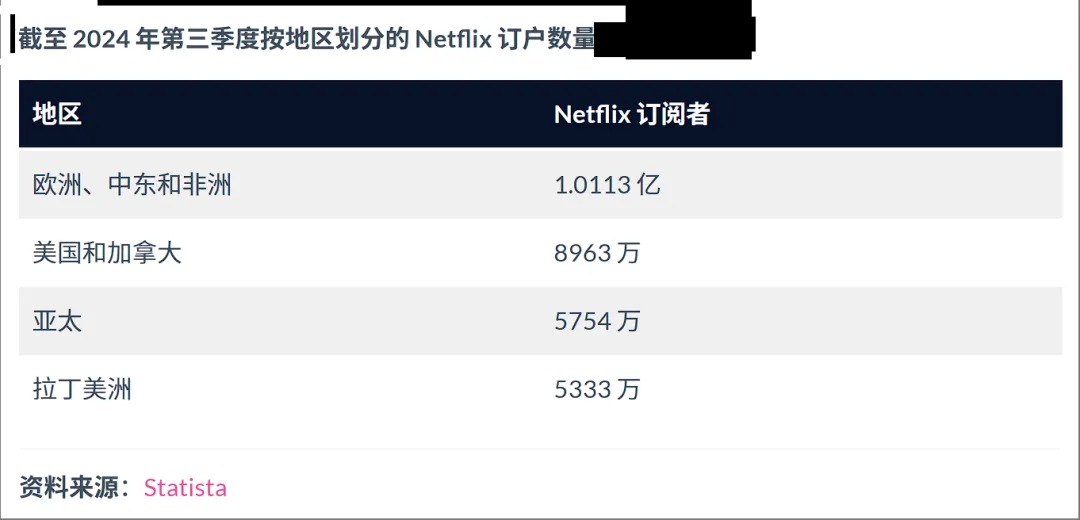 截至 2024 年第三季度按地区划分的 Netflix 订户数量
地区 Netflix 订阅者
欧洲、中东和非洲 1.0113 亿
美国和加拿大 8963 万
亚太 5754 万
拉丁美洲 5333 万
资料来源：Statista